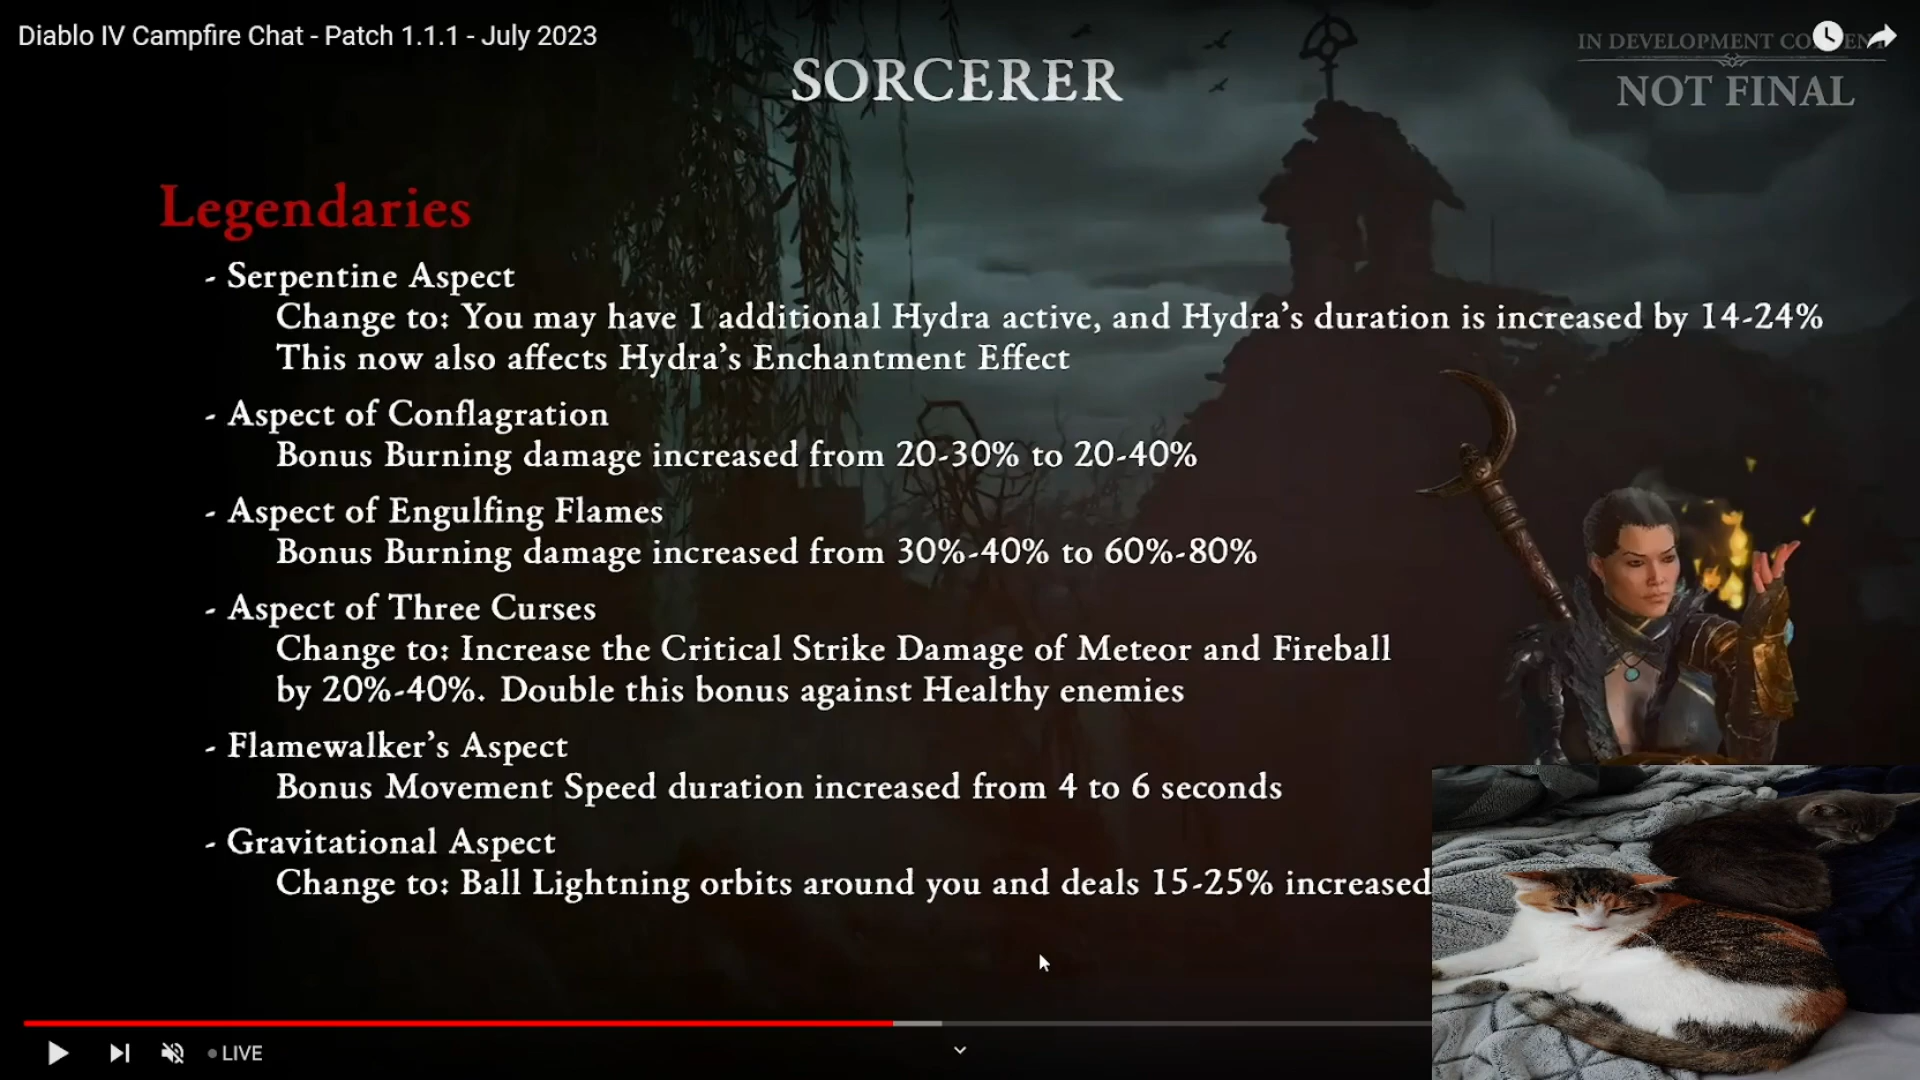 Diablo IV Campfire Chat - Patch 1.1.1 - July 2023
IN DEVELOPMENT
NOT FINAL
SORCERER
Legendaries
- Serpentine Aspect
Change to: You may have 1 additional Hydra active, and Hydra's duration is increased by 14-24%
This now also affects Hydra's Enchantment Effect
- Aspect of Conflagration
Bonus Burning damage increased from 20-30% to 20-40%
- Aspect of Engulfing Flames
Bonus Burning damage increased from 30%-40% to 60%-80%
- Aspect of Three Curses
Change to: Increase the Critical Strike Damage of Meteor and Fireball
by 20%-40%. Double this bonus against Healthy enemies
- Flamewalker's Aspect
Bonus Movement Speed duration increased from 4 to 6 seconds
- Gravitational Aspect
Change to: Ball Lightning orbits around you and deals 15-25% increased
LIVE